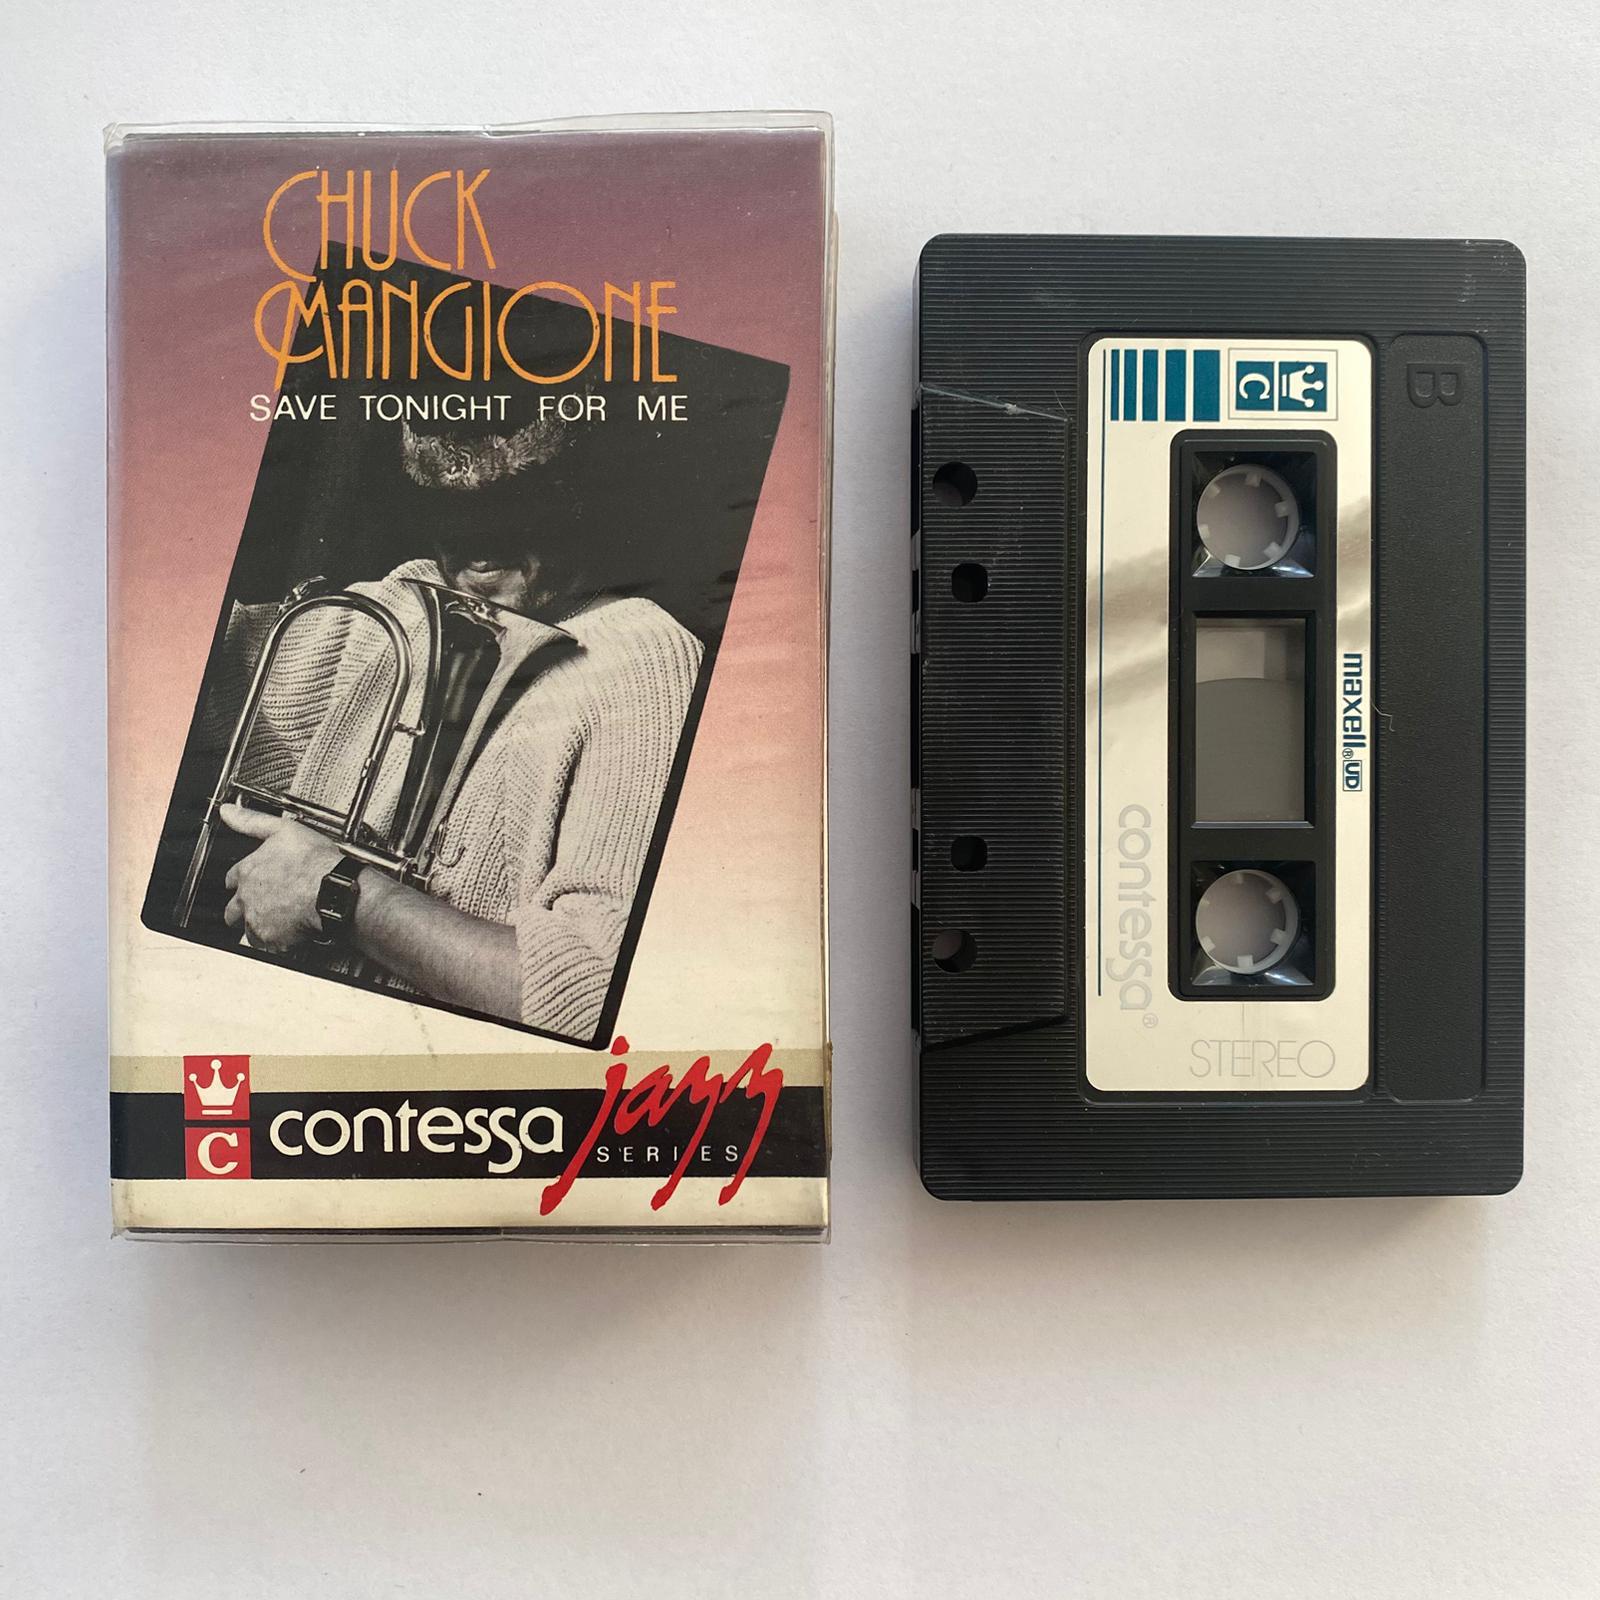 CHUCK
MANGIONE
SAVE TONIGHT FOR ME
C
contessa jazz
SERIES
B
C
maxell® UD
contessa®
STEREO